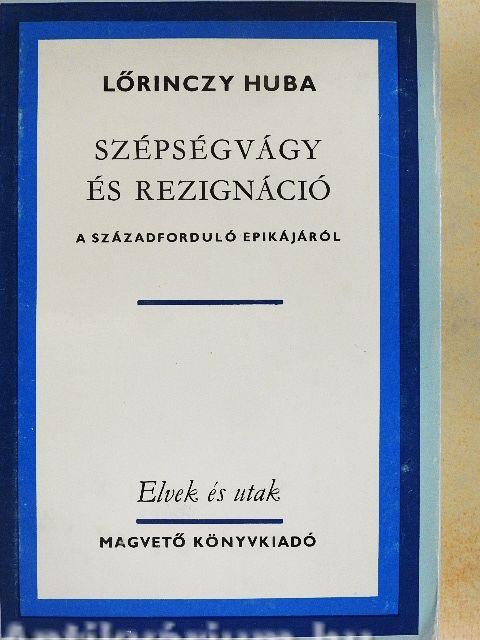 LŐRINCZY HUBA
SZÉPSÉGVÁGY
ÉS REZIGNÁCIÓ
A SZÁZADFORDULÓ EPIKÁJÁRÓL
Elvek és utak
MAGVETŐ KÖNYVKIADÓ